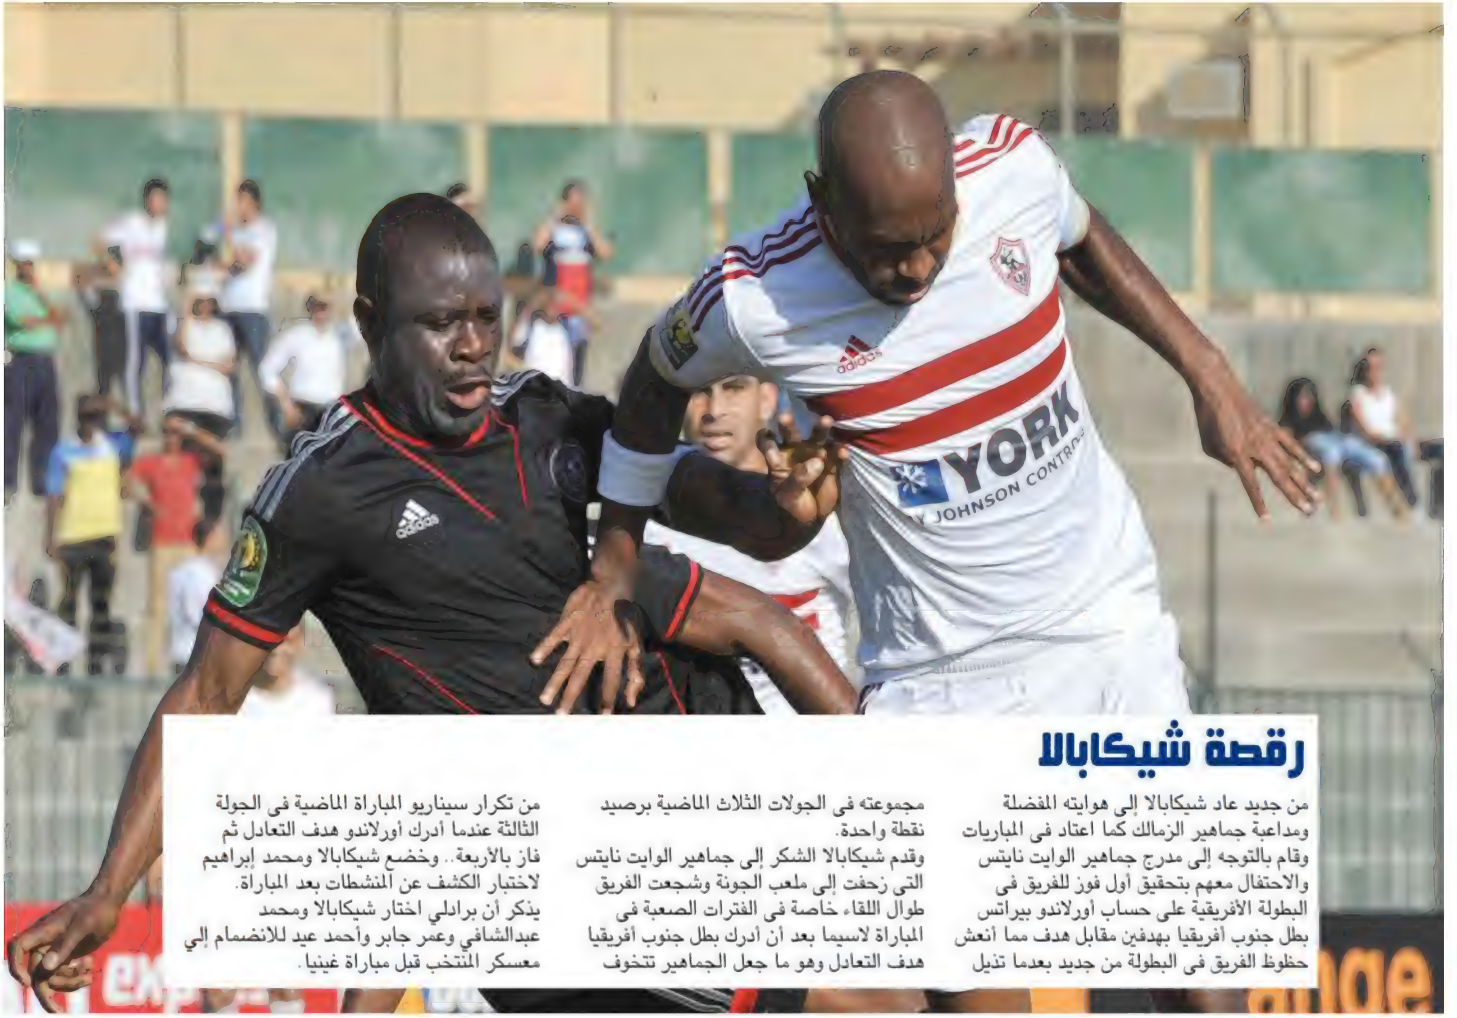 adidas
adidas
YORK
BY JOHNSON CONTROLS
رقصة شيكابالا
من جديد عاد شيكابالا إلى هوايته المفضلة
ومداعبة جماهير الزمالك كما اعتاد فى المباريات
وقام بالتوجه إلى مدرج جماهير الوايت نايتس
والاحتفال معهم بتحقيق أول فوز للفريق فى
البطولة الأفريقية على حساب أورلاندو بيراتس
بطل جنوب أفريقيا بهدفين مقابل هدف مما أنعش
حظوظ الفريق فى البطولة من جديد بعدما تذيل
مجموعته فى الجولات الثلاث الماضية برصيد
نقطة واحدة.
وقدم شيكابالا الشكر إلى جماهير الوايت نايتس
التى زحفت إلى ملعب الجونة وشجعت الفريق
طوال اللقاء خاصة فى الفترات الصعبة فى
المباراة لاسيما بعد أن أدرك بطل جنوب أفريقيا
هدف التعادل وهو ما جعل الجماهير تتخوف
من تكرار سيناريو المباراة الماضية فى الجولة
الثالثة عندما أدرك أورلاندو هدف التعادل ثم
فاز بالأربعة.. وخضع شيكابالا ومحمد إبراهيم
لاختبار الكشف عن المنشطات بعد المباراة.
يذكر أن برادلي اختار شيكابالا ومحمد
عبدالشافي وعمر جابر وأحمد عيد للانضمام إلي
معسكر المنتخب قبل مباراة غينيا.
ange